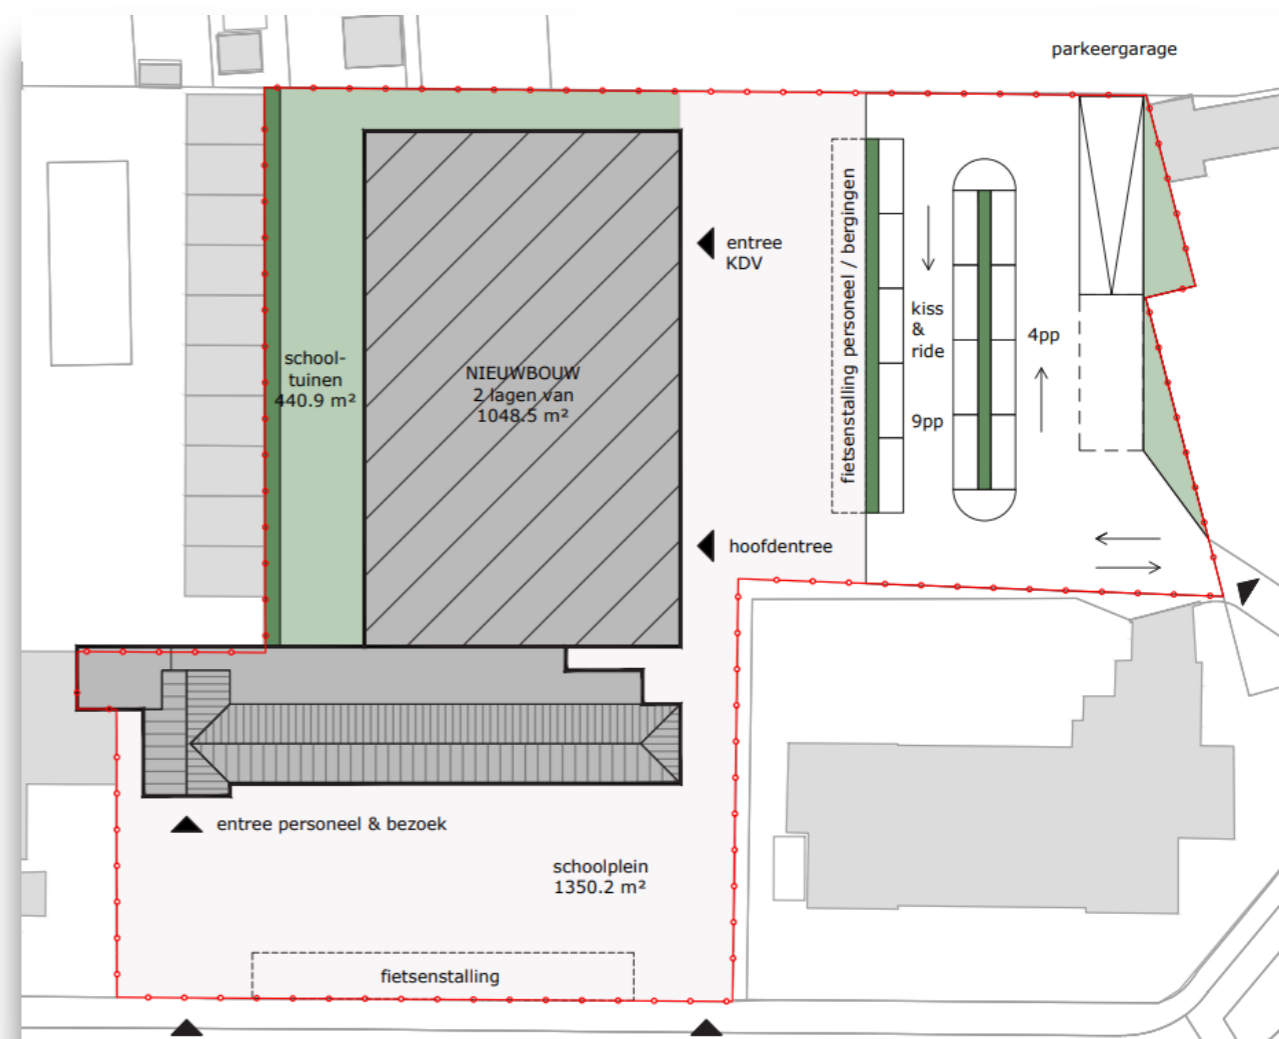 parkeergarage
entree
KDV
fietsenstalling personeel / bergingen
kiss
&
ride
4pp
9pp
school-
tuinen
440.9 m²
NIEUWBOUW
2 lagen van
1048.5 m²
hoofdentree
entree personeel & bezoek
schoolplein
1350.2 m²
fietsenstalling